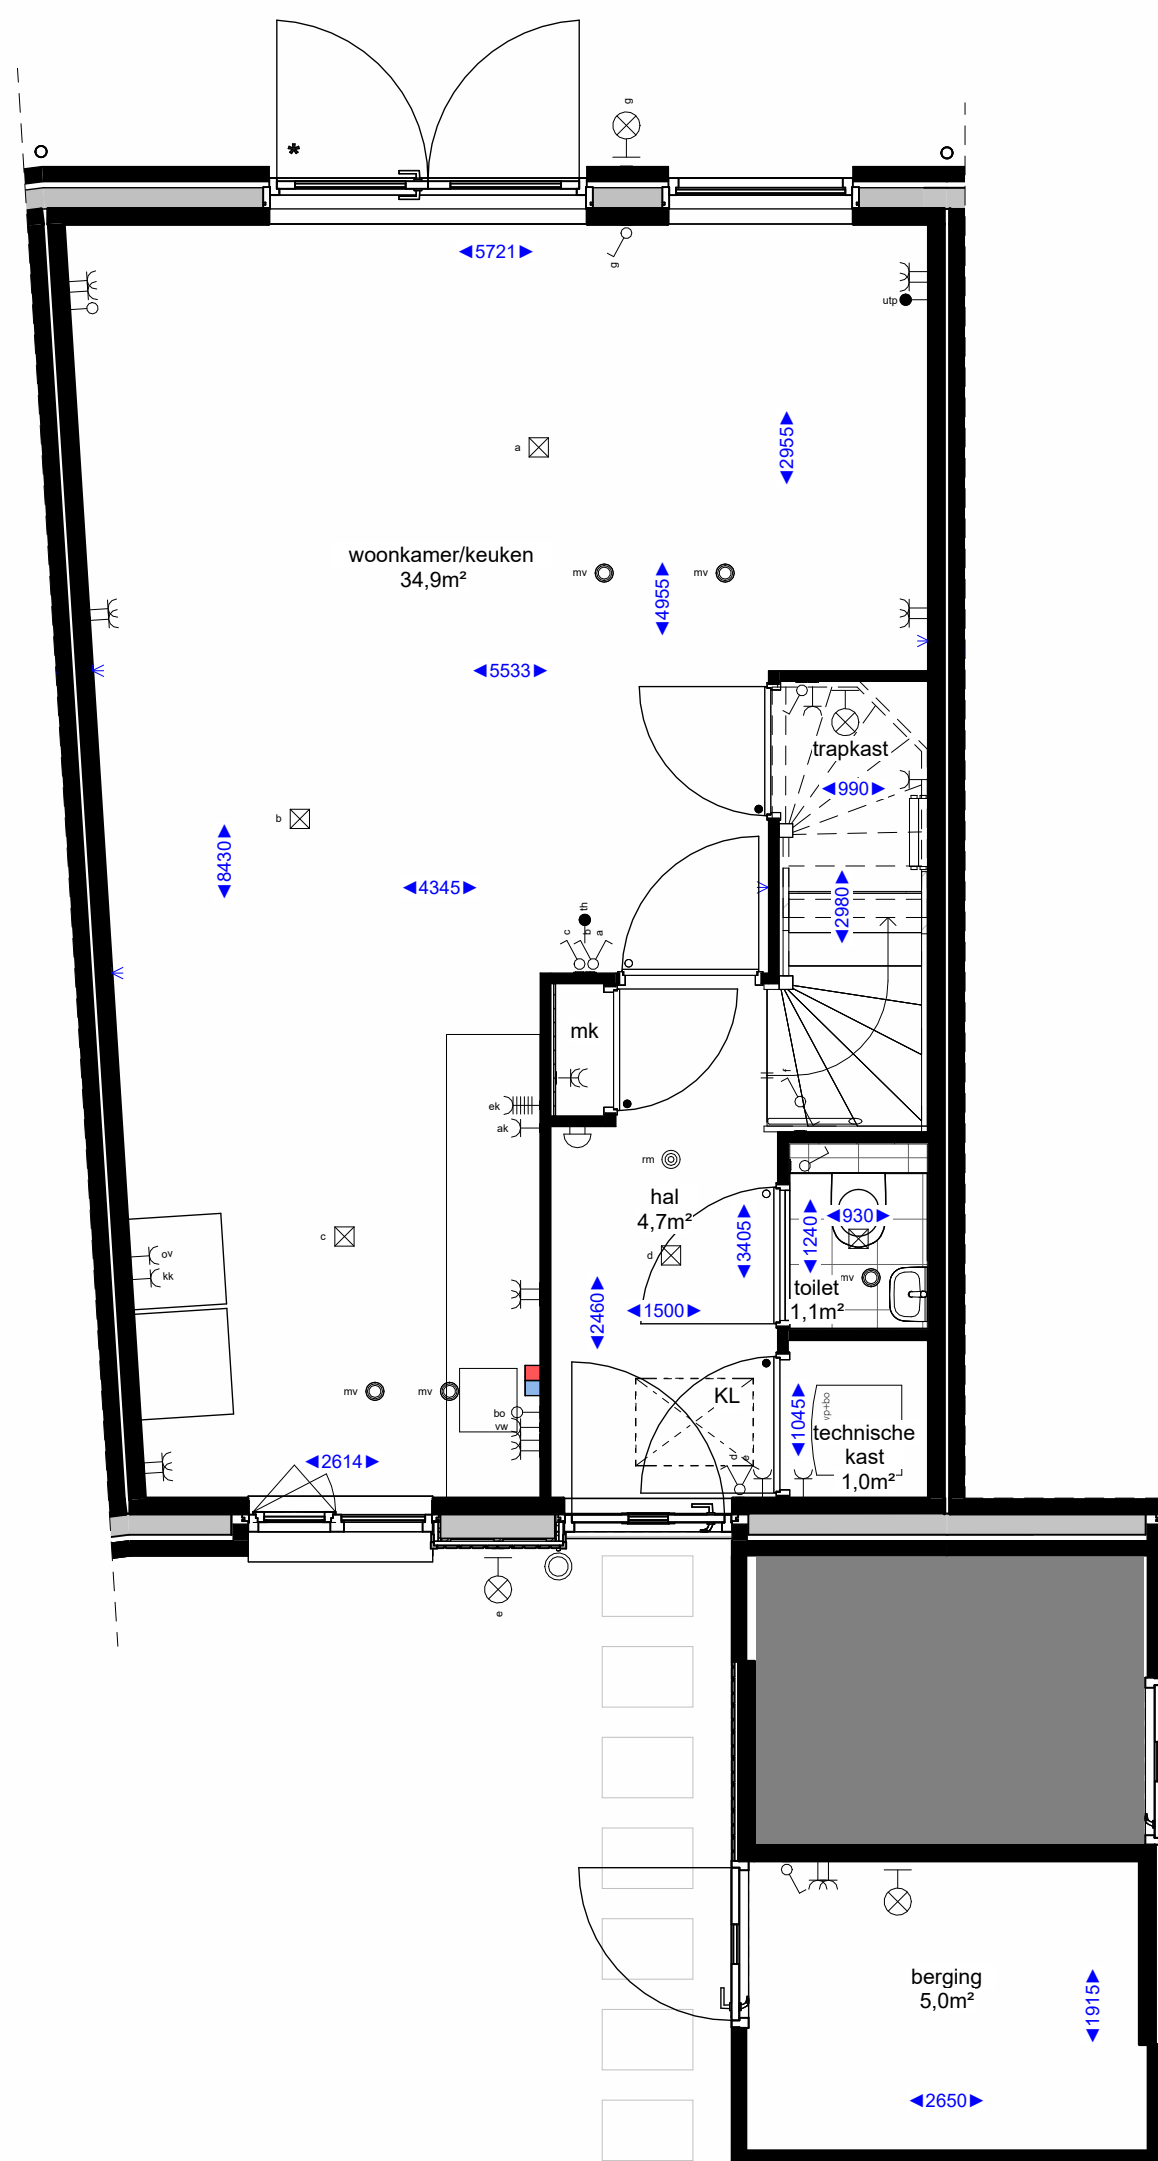 g
*
5721
g
utp
a
2955
woonkamer/keuken
34,9m²
mv
mv
4955
5533
trapkast
990
b
8430
4345
2980
th
c
b
a
mk
f
ek
ak
rm
hal
4,7m²
930
1240
3405
c
d
ov
kk
mv
toilet
1,1m²
2460
1500
KL
mv
mv
1045
vp+bo
bo
vw
technische
kast
1,0m²
d
e
2614
e
berging
5,0m²
1915
2650